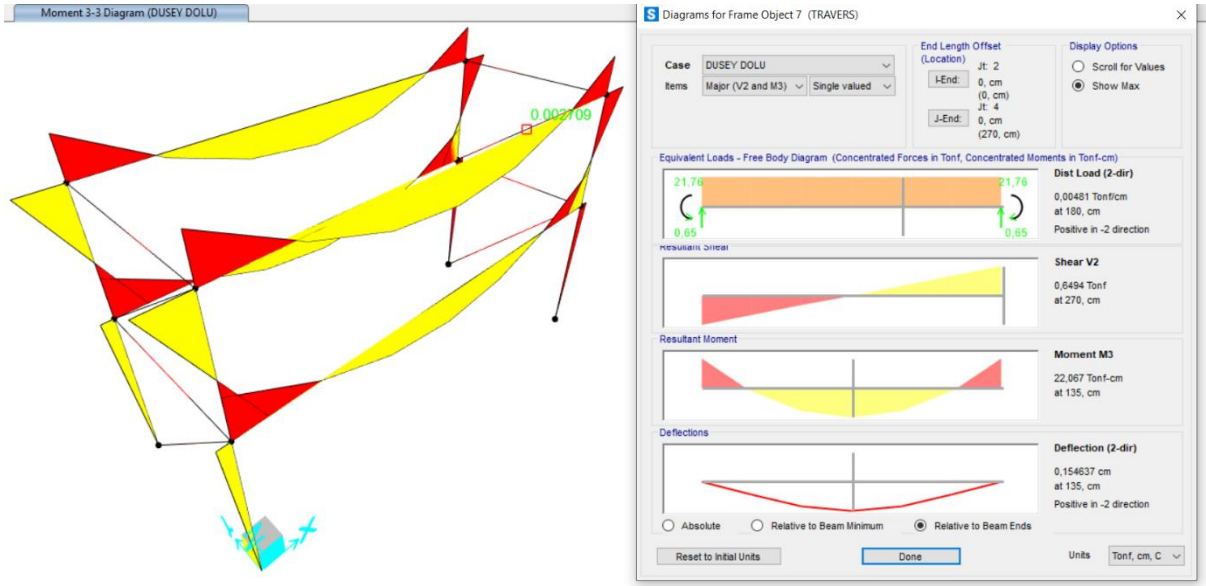 Moment 3-3 Diagram (DUSEY DOLU)
0.002709
X
Diagrams for Frame Object 7 (TRAVERS)
Case
DUSEY DOLU
Items
Major (V2 and M3)
Single valued
End Length Offset
(Location)
I-End:
Jt: 2
0, cm
(0, cm)
J-End:
Jt: 4
0, cm
(270, cm)
Display Options
Scroll for Values
Show Max
Equivalent Loads - Free Body Diagram (Concentrated Forces in Tonf, Concentrated Moments in Tonf-cm)
21,76
21,76
0,65
0,65
Dist Load (2-dir)
0,00481 Tonf/cm
at 180, cm
Positive in -2 direction
Resultant Shear
Shear V2
0,6494 Tonf
at 270, cm
Resultant Moment
Moment M3
22,067 Tonf-cm
at 135, cm
Deflections
Deflection (2-dir)
0,154637 cm
at 135, cm
Positive in -2 direction
Absolute
Relative to Beam Minimum
Relative to Beam Ends
Reset to Initial Units
Done
Units
Tonf, cm, C